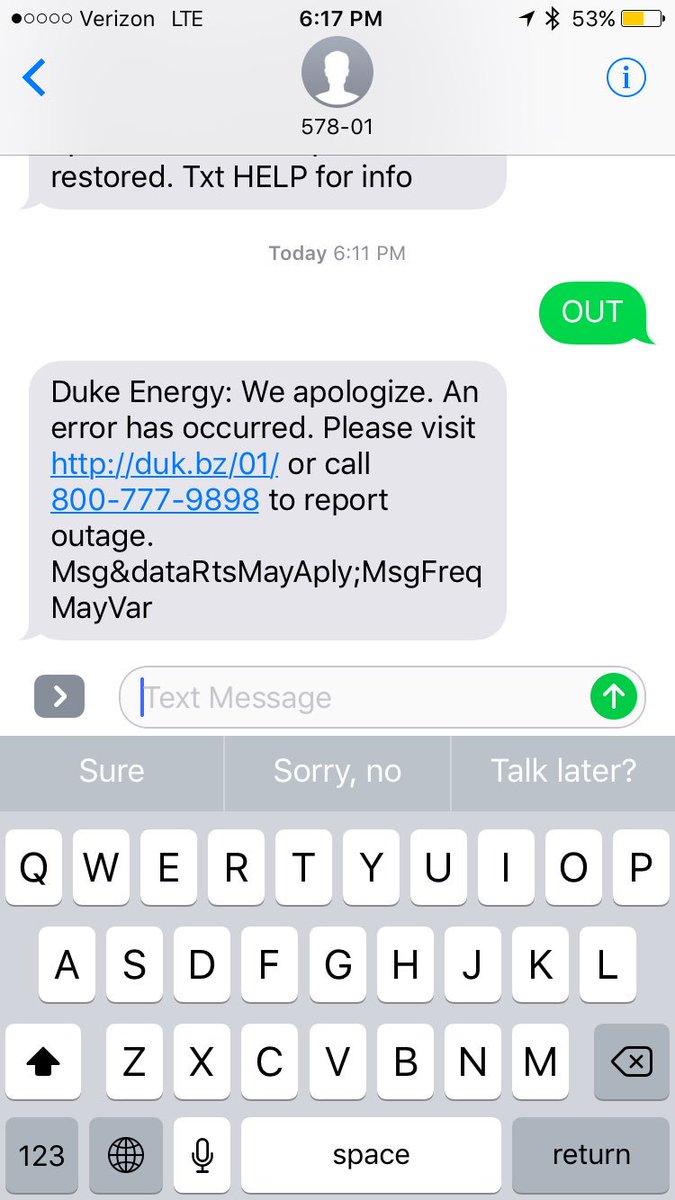 Verizon LTE 6:17 PM 53%
578-01
restored. Txt HELP for info
Today 6:11 PM
OUT
Duke Energy: We apologize. An
error has occurred. Please visit
http://duk.bz/01/ or call
800-777-9898 to report
outage.
Msg&dataRtsMayAply;MsgFreq
MayVar
Text Message
Sure Sorry, no Talk later?
Q W E R T Y U I O P
A S D F G H J K L
Z X C V B N M
123 space return